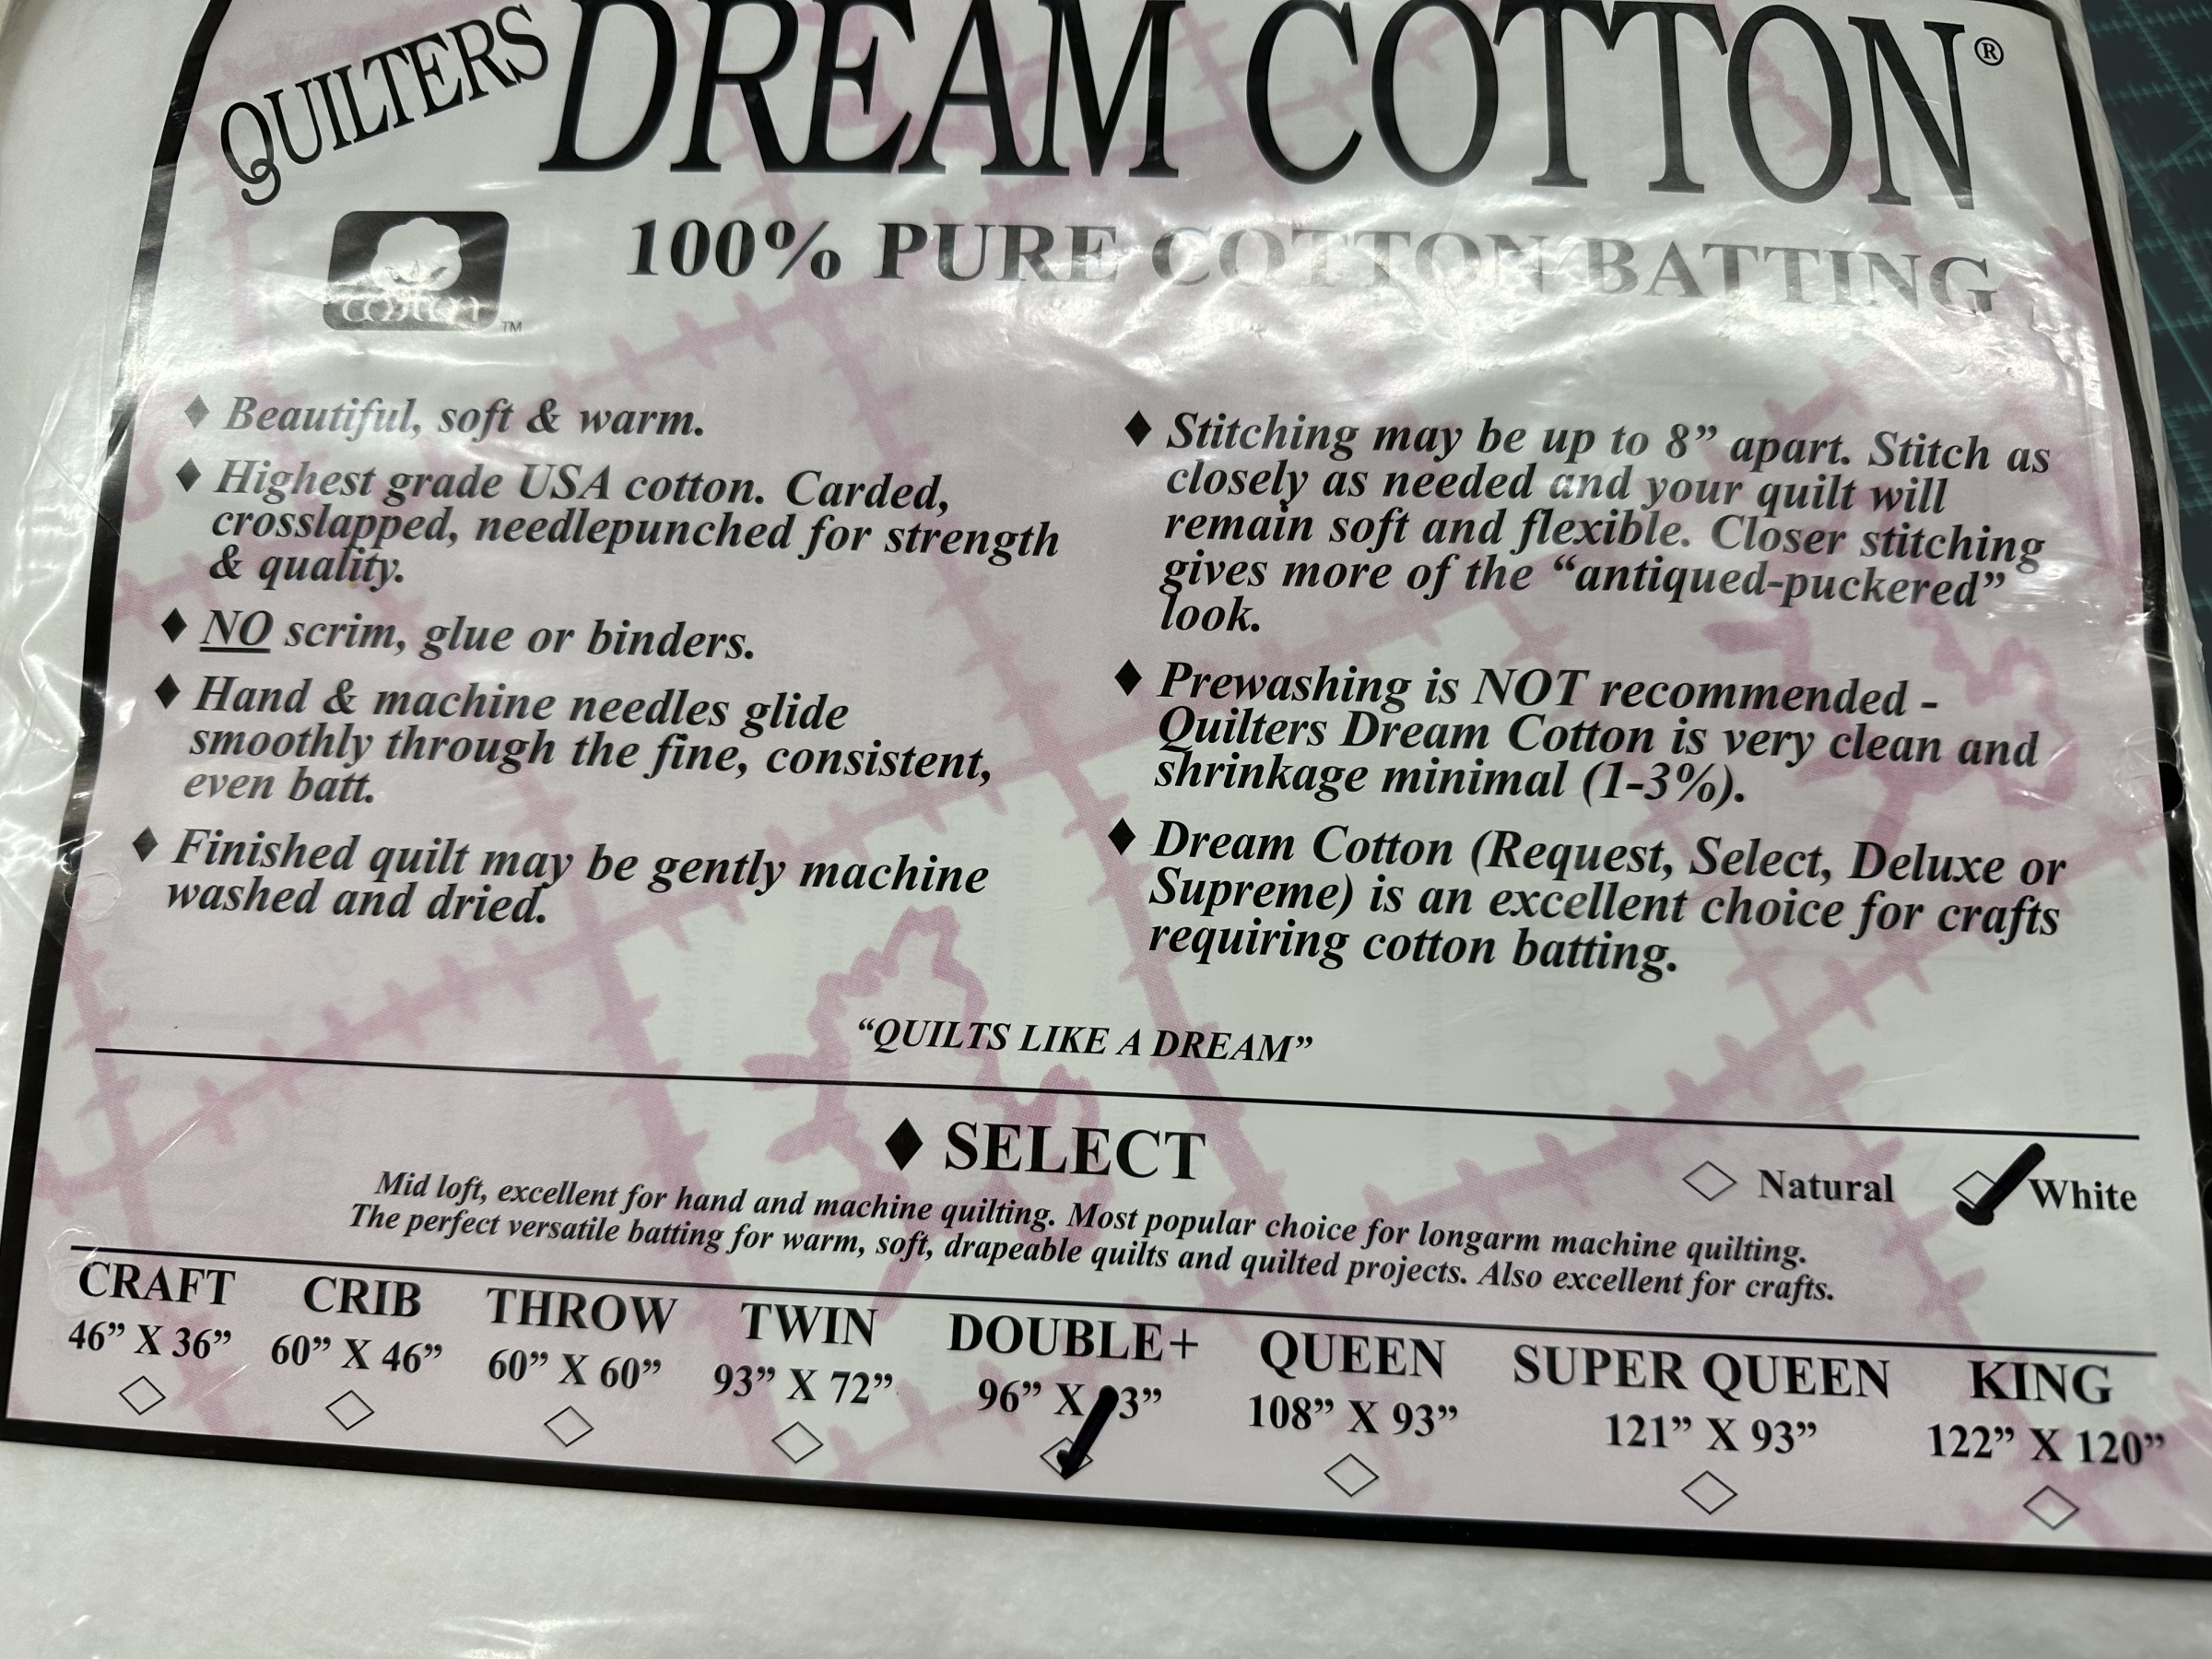 QUILTERS DREAM COTTON®
100% PURE COTTON BATTING
cotton TM
♦ Beautiful, soft & warm.
♦ Highest grade USA cotton. Carded,
crosslapped, needlepunched for strength
& quality.
♦ NO scrim, glue or binders.
♦ Hand & machine needles glide
smoothly through the fine, consistent,
even batt.
♦ Finished quilt may be gently machine
washed and dried.
♦ Stitching may be up to 8” apart. Stitch as
closely as needed and your quilt will
remain soft and flexible. Closer stitching
gives more of the “antiqued-puckered”
look.
♦ Prewashing is NOT recommended -
Quilters Dream Cotton is very clean and
shrinkage minimal (1-3%).
♦ Dream Cotton (Request, Select, Deluxe or
Supreme) is an excellent choice for crafts
requiring cotton batting.
“QUILTS LIKE A DREAM”
♦ SELECT
◇ Natural ◇ White
Mid loft, excellent for hand and machine quilting. Most popular choice for longarm machine quilting.
The perfect versatile batting for warm, soft, drapeable quilts and quilted projects. Also excellent for crafts.
CRAFT CRIB THROW TWIN DOUBLE+ QUEEN SUPER QUEEN KING
46” X 36” 60” X 46” 60” X 60” 93” X 72” 96” X 3” 108” X 93” 121” X 93” 122” X 120”